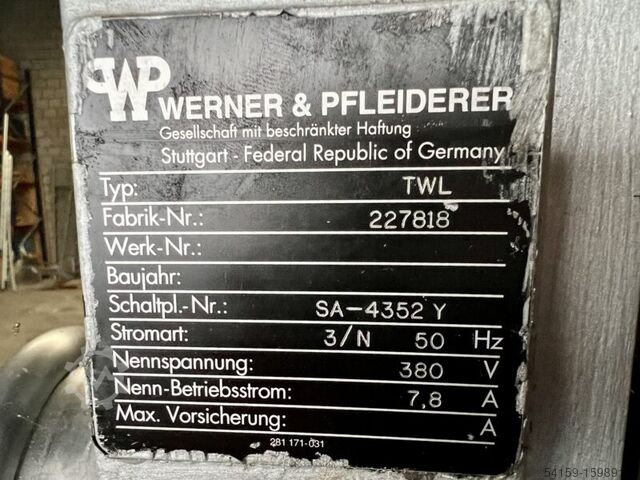 WP WERNER & PFLEIDERER
Gesellschaft mit beschränkter Haftung
Stuttgart - Federal Republic of Germany
Typ: TWL
Fabrik-Nr.: 227818
Werk-Nr.:
Baujahr:
Schaltpl.-Nr.: SA-4352 Y
Stromart: 3/N 50 Hz
Nennspannung: 380 V
Nenn-Betriebsstrom: 7,8 A
Max. Vorsicherung: A
281 171-031